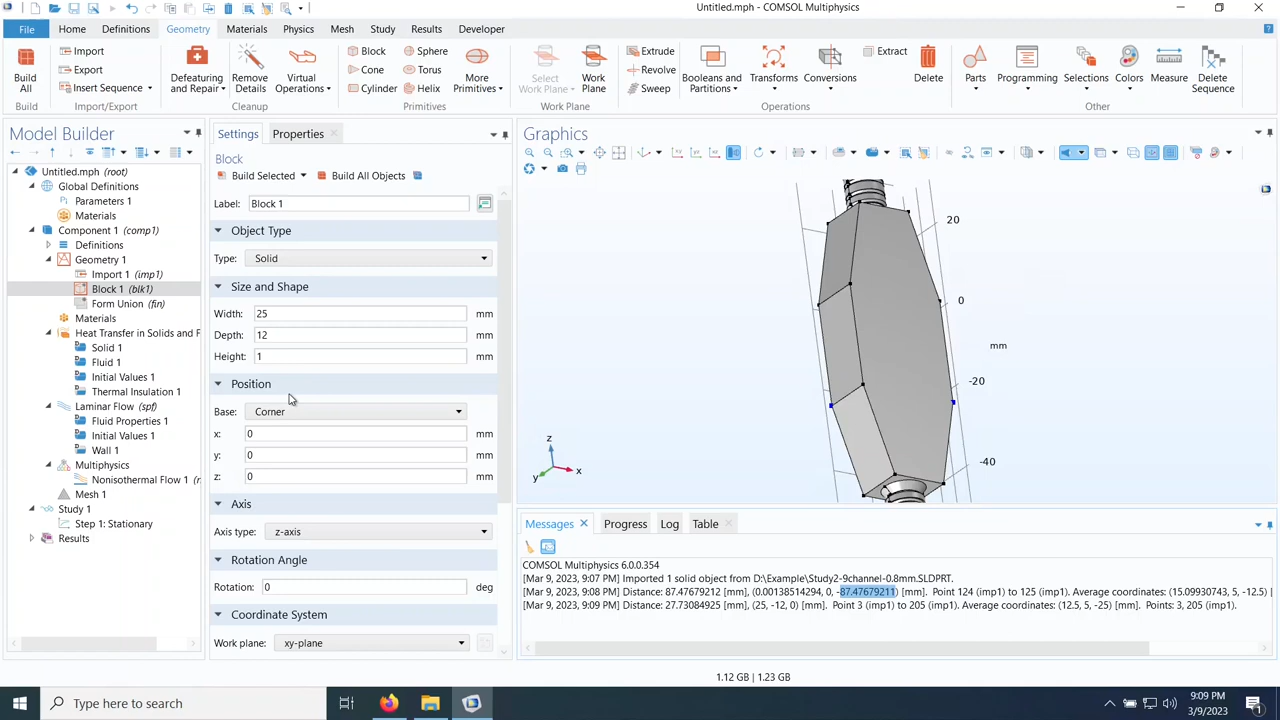 Untitled.mph - COMSOL Multiphysics
File Home Definitions Geometry Materials Physics Mesh Study Results Developer
Build All
Build
Import
Export
Insert Sequence
Import/Export
Defeaturing and Repair
Remove Details
Virtual Operations
Cleanup
Block
Cone
Cylinder
Sphere
Torus
Helix
More Primitives
Primitives
Select Work Plane
Work Plane
Work Plane
Extrude
Revolve
Sweep
Booleans and Partitions
Transforms
Conversions
Extract
Delete
Operations
Parts
Programming
Selections
Colors
Measure
Delete Sequence
Other
Model Builder
Untitled.mph (root)
Global Definitions
Parameters 1
Materials
Component 1 (comp1)
Definitions
Geometry 1
Import 1 (imp1)
Block 1 (blk1)
Form Union (fin)
Materials
Heat Transfer in Solids and F
Solid 1
Fluid 1
Initial Values 1
Thermal Insulation 1
Laminar Flow (spf)
Fluid Properties 1
Initial Values 1
Wall 1
Multiphysics
Nonisothermal Flow 1 (r
Mesh 1
Study 1
Step 1: Stationary
Results
Settings Properties
Block
Build Selected Build All Objects
Label: Block 1
Object Type
Type: Solid
Size and Shape
Width: 25 mm
Depth: 12 mm
Height: 1 mm
Position
Base: Corner
x: 0 mm
y: 0 mm
z: 0 mm
Axis
Axis type: z-axis
Rotation Angle
Rotation: 0 deg
Coordinate System
Work plane: xy-plane
Graphics
20
0
mm
-20
-40
z
y
x
Messages Progress Log Table
COMSOL Multiphysics 6.0.0.354
[Mar 9, 2023, 9:07 PM] Imported 1 solid object from D:\Example\Study2-9channel-0.8mm.SLDPRT.
[Mar 9, 2023, 9:08 PM] Distance: 87.47679212 [mm], (0.00138514294, 0, -87.47679211) [mm]. Point 124 (imp1) to 125 (imp1). Average coordinates: (15.09930743, 5, -12.5) [
[Mar 9, 2023, 9:09 PM] Distance: 27.73084925 [mm], (25, -12, 0) [mm]. Point 3 (imp1) to 205 (imp1). Average coordinates: (12.5, 5, -25) [mm]. Points: 3, 205 (imp1).
1.12 GB | 1.23 GB
Type here to search
9:09 PM
3/9/2023
1